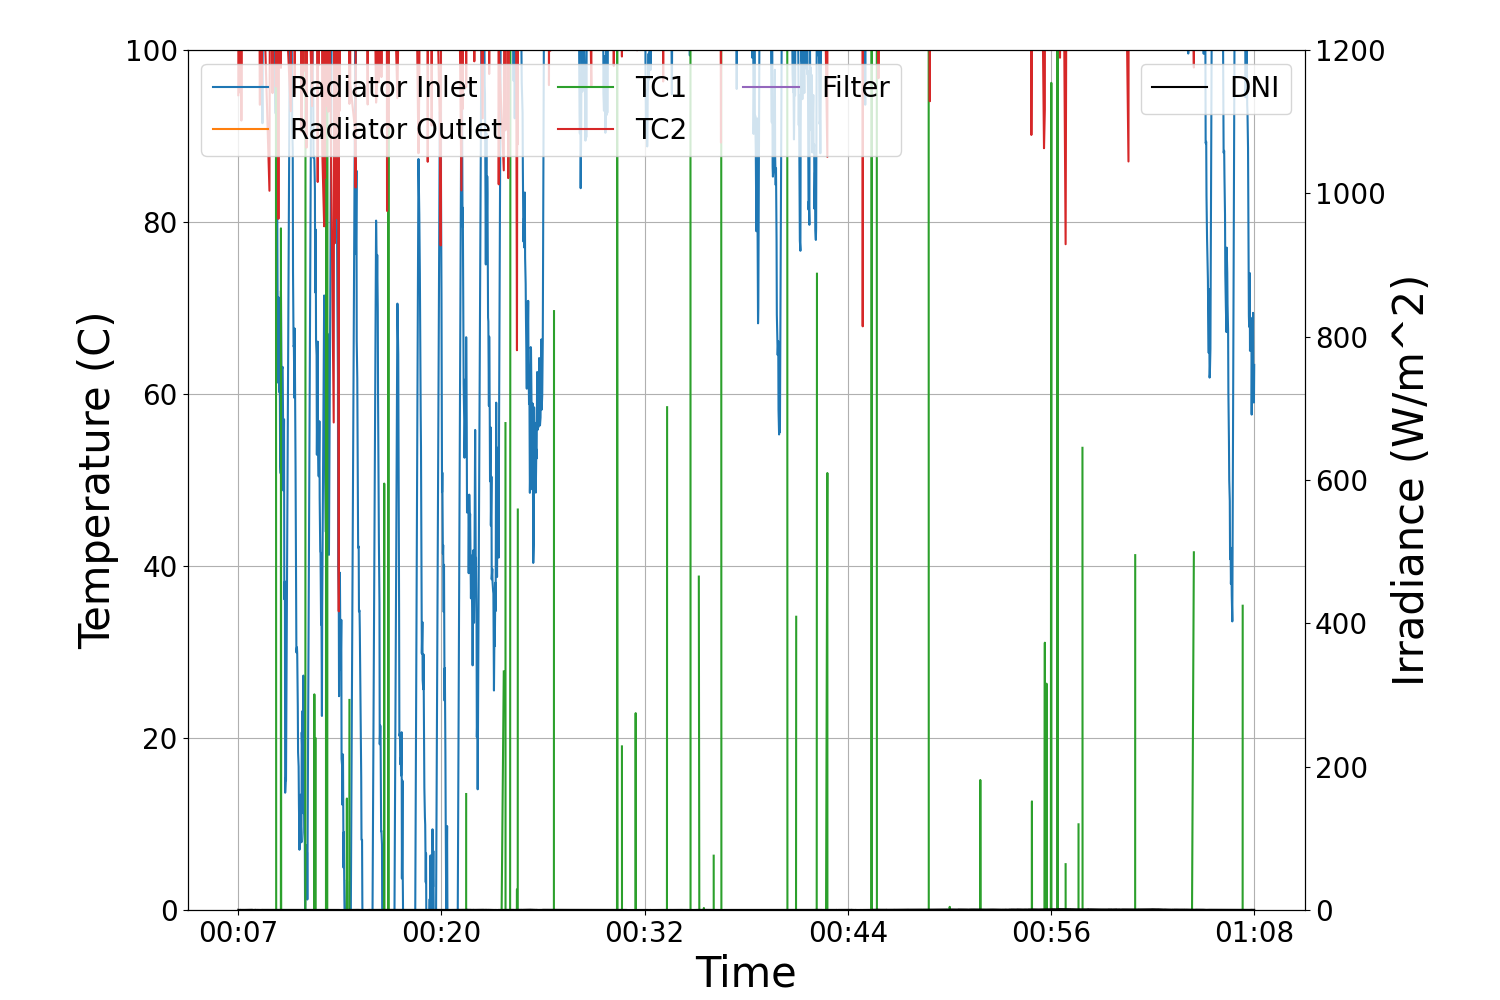 100
80
60
40
20
0
Temperature (C)
Radiator Inlet
Radiator Outlet
TC1
TC2
Filter
DNI
1200
1000
800
600
400
200
0
Irradiance (W/m^2)
00:07
00:20
00:32
00:44
00:56
01:08
Time